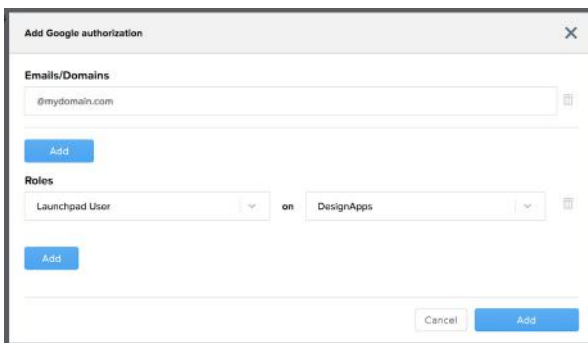 Add Google authorization
Emails/Domains
@mydomain.com
Add
Roles
Launchpad User on DesignApps
Add
Cancel Add